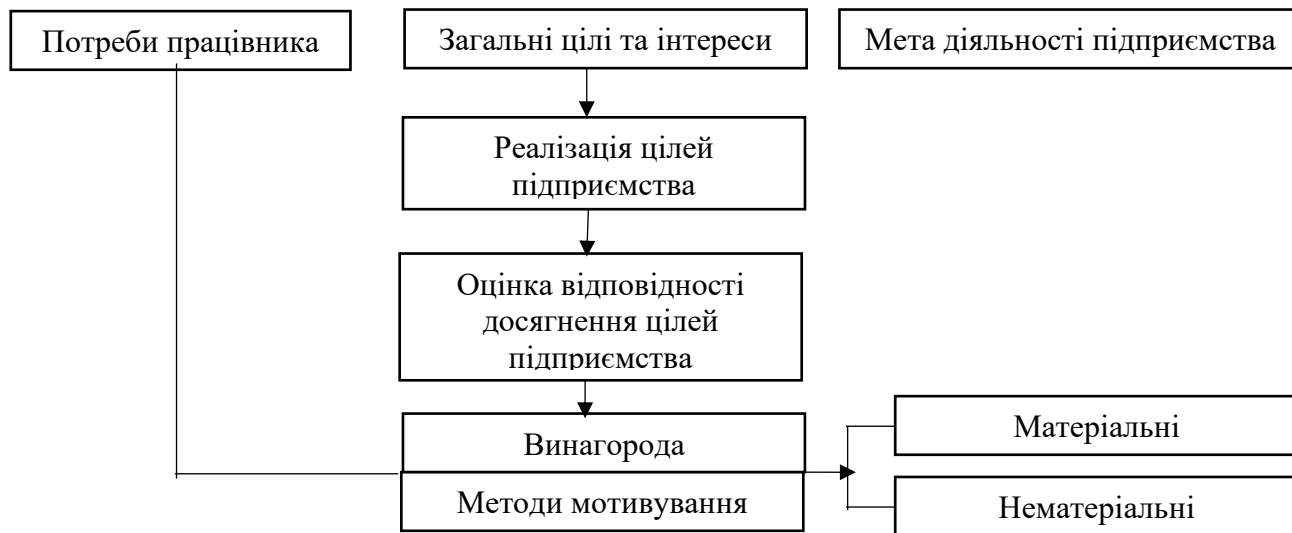 Потреби працівника
Загальні цілі та інтереси
Мета діяльності підприємства
Реалізація цілей
підприємства
Оцінка відповідності
досягнення цілей
підприємства
Винагорода
Методи мотивування
Матеріальні
Нематеріальні